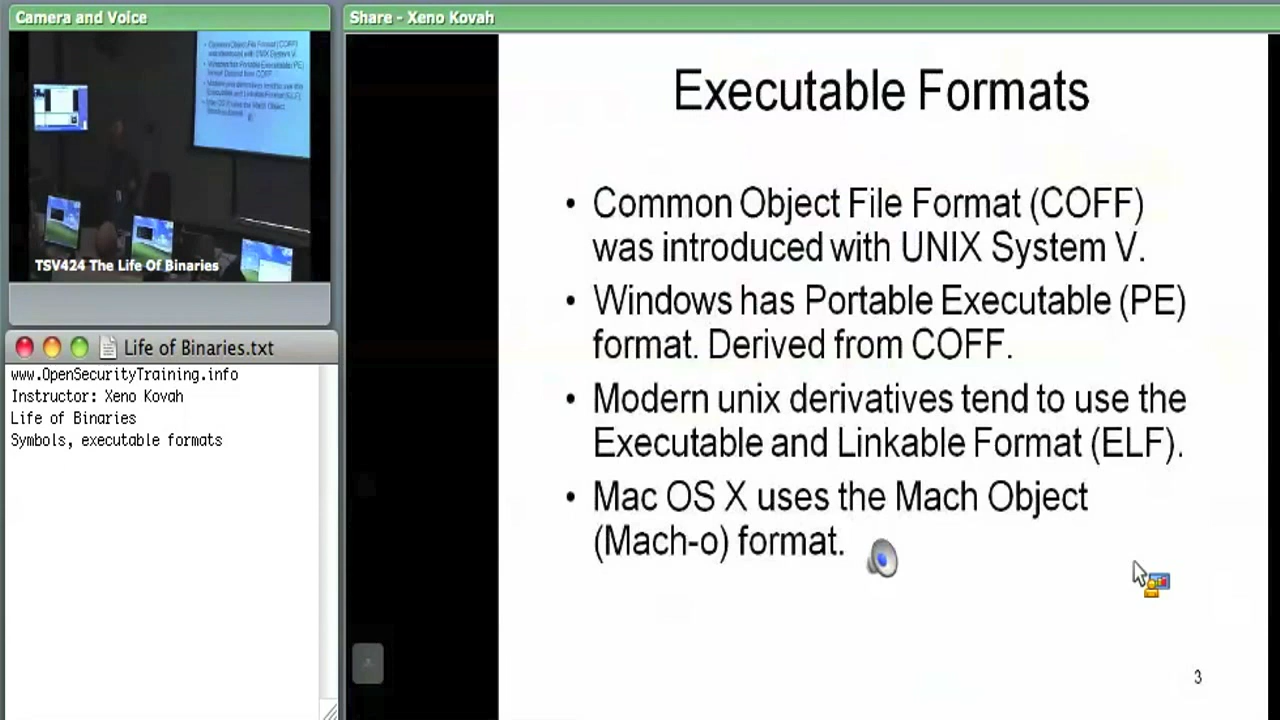 Camera and Voice
TSV424 The Life Of Binaries
Life of Binaries.txt
www.OpenSecurityTraining.info
Instructor: Xeno Kovah
Life of Binaries
Symbols, executable formats
Share - Xeno Kovah
Executable Formats
• Common Object File Format (COFF)
was introduced with UNIX System V.
• Windows has Portable Executable (PE)
format. Derived from COFF.
• Modern unix derivatives tend to use the
Executable and Linkable Format (ELF).
• Mac OS X uses the Mach Object
(Mach-o) format.
3